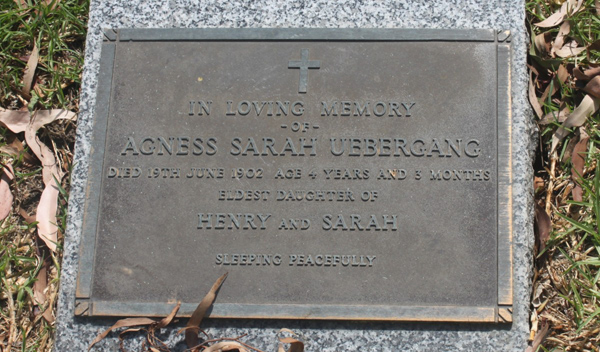 IN LOVING MEMORY
-OF-
AGNESS SARAH UEBERGANG
DIED 19TH JUNE 1902 AGE 4 YEARS AND 3 MONTHS
ELDEST DAUGHTER OF
HENRY AND SARAH
SLEEPING PEACEFULLY